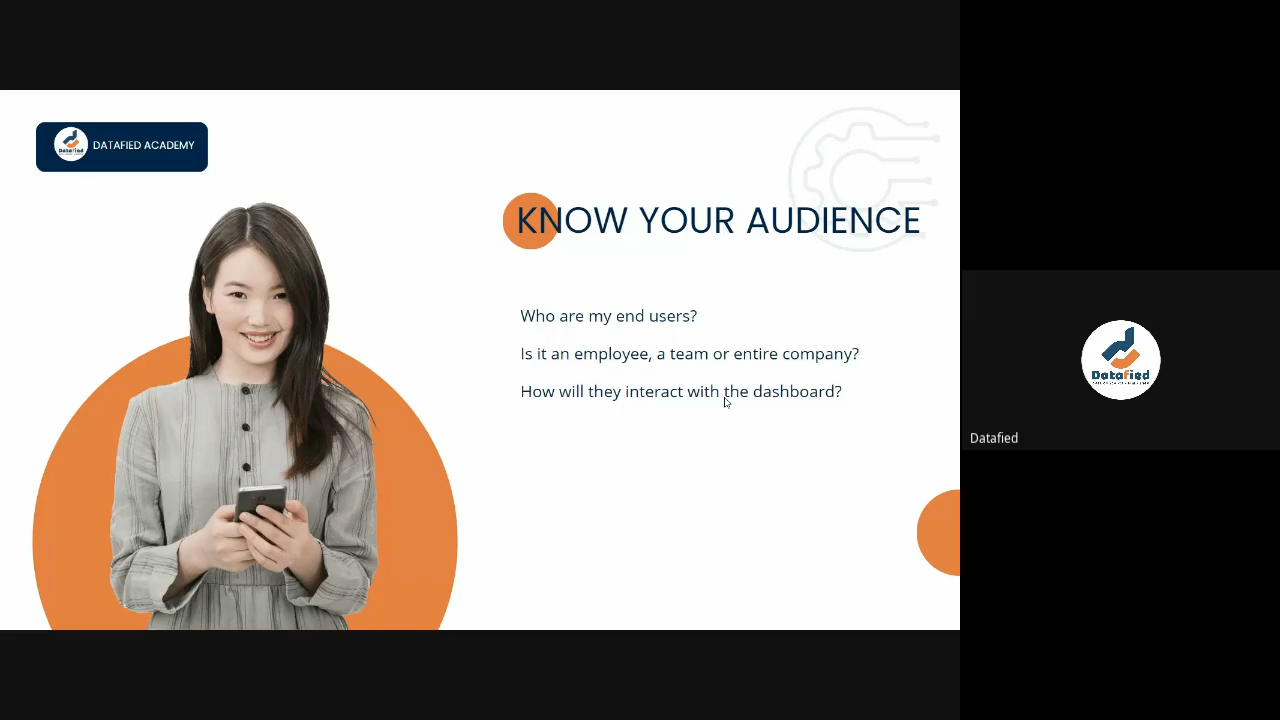 Datafied
DATAFIED ACADEMY
KNOW YOUR AUDIENCE
Who are my end users?
Is it an employee, a team or entire company?
How will they interact with the dashboard?
Datafied
Datafied